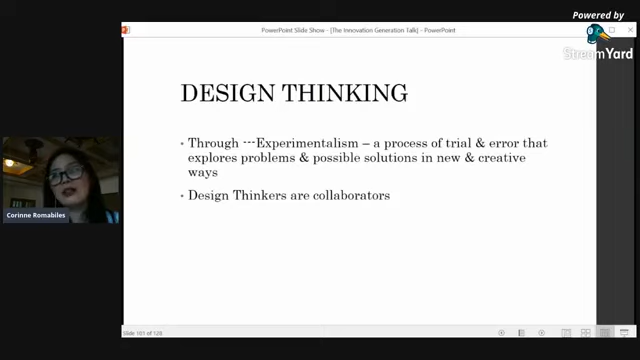 Powered by
PowerPoint Slide Show - [The Innovation Generation Talk] - PowerPoint
StreamYard
DESIGN THINKING
• Through ---Experimentalism – a process of trial & error that
explores problems & possible solutions in new & creative
ways
• Design Thinkers are collaborators
Corinne Romabiles
Slide 101 of 128